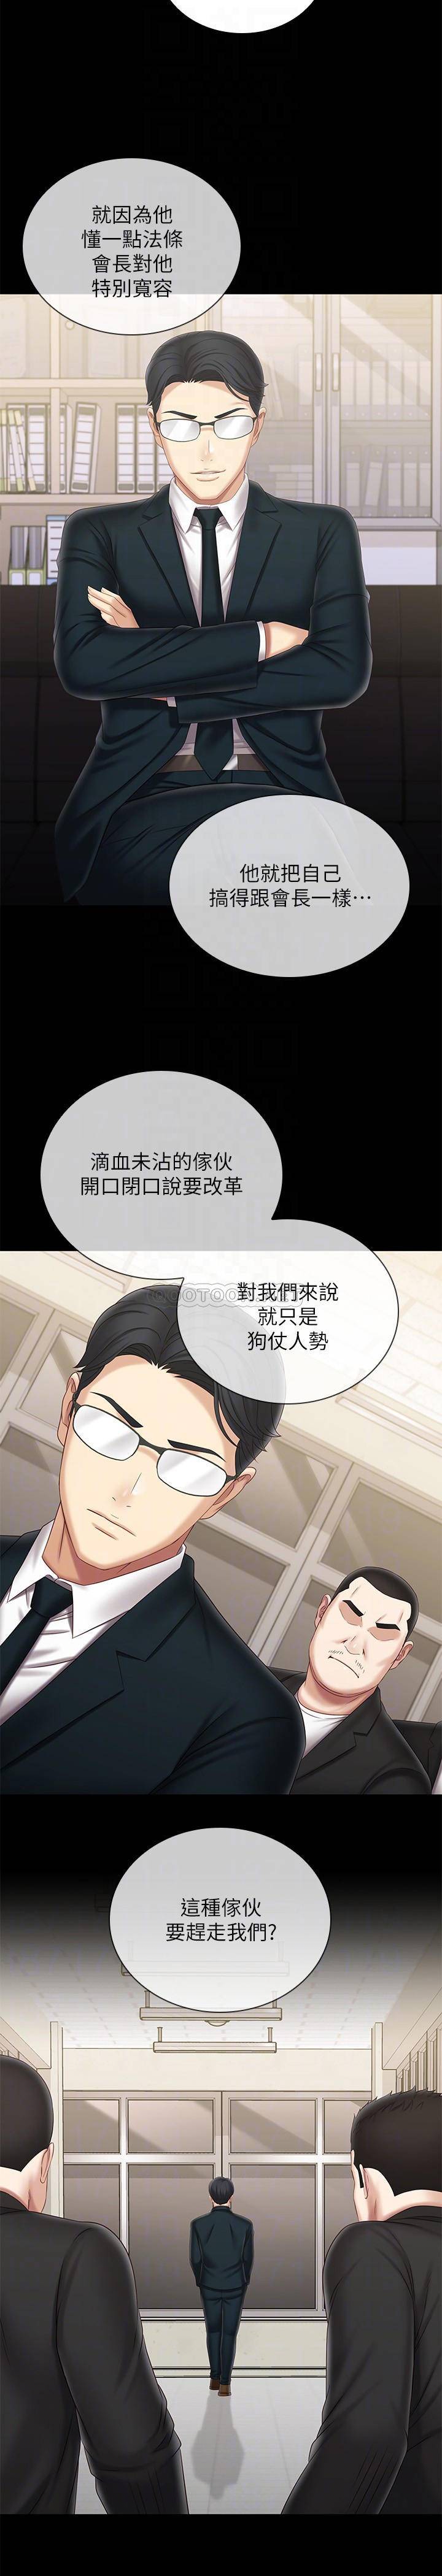 就因為他
懂一點法條
會長對他
特別寬容
他就把自己
搞得跟會長一樣⋯
滴血未沾的傢伙
開口閉口說要改革
對我們來說
就只是
狗仗人勢
這種傢伙
要趕走我們?